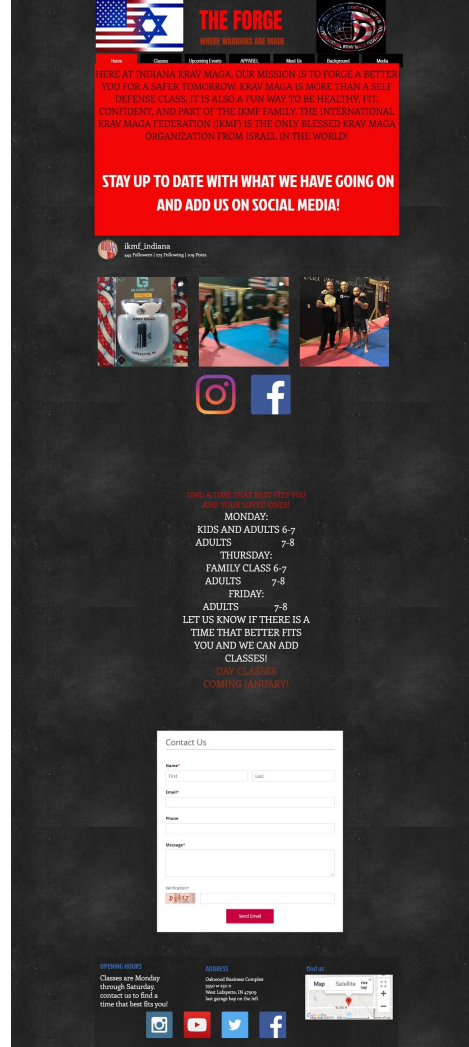 THE FORGE
WHERE WARRIORS ARE MADE
Home Classes Upcoming Events APPAREL Meet Us Background Media
HERE AT INDIANA KRAV MAGA, OUR MISSION IS TO FORGE A BETTER
YOU FOR A SAFER TOMORROW. KRAV MAGA IS MORE THAN A SELF
DEFENSE CLASS, IT IS ALSO A FUN WAY TO BE HEALTHY, FIT,
CONFIDENT, AND PART OF THE IKMF FAMILY. THE INTERNATIONAL
KRAV MAGA FEDERATION (IKMF) IS THE ONLY BLESSED KRAV MAGA
ORGANIZATION FROM ISRAEL IN THE WORLD!
STAY UP TO DATE WITH WHAT WE HAVE GOING ON
AND ADD US ON SOCIAL MEDIA!
ikmf_indiana
Followers | Following | Posts
FIND A TIME THAT BEST FITS YOU
AND YOUR LOVED ONES!
MONDAY:
KIDS AND ADULTS 6-7
ADULTS 7-8
THURSDAY:
FAMILY CLASS 6-7
ADULTS 7-8
FRIDAY:
ADULTS 7-8
LET US KNOW IF THERE IS A
TIME THAT BETTER FITS
YOU AND WE CAN ADD
CLASSES!
DAY CLASSES
COMING JANUARY!
Contact Us
Name*
First Last
Email*
Phone
Message*
Verification*
Send Email
OPENING HOURS
Classes are Monday
through Saturday.
contact us to find a
time that best fits you!
ADDRESS
Oakwood Business Complex
West Lafayette, IN 47909
last garage bay on the left
find us
Map Satellite
Google